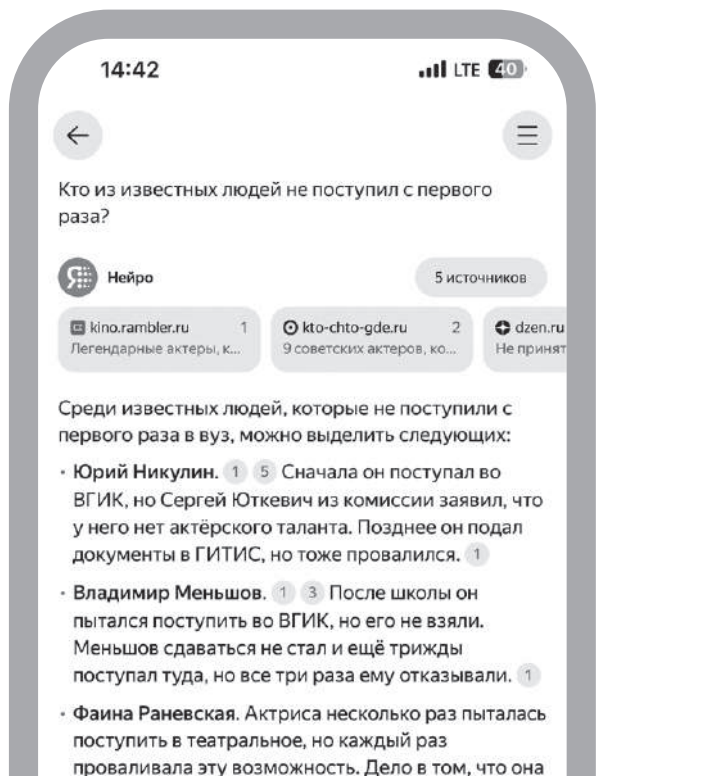 14:42
LTE 40
Кто из известных людей не поступил с первого
раза?
Нейро
5 источников
kino.rambler.ru 1
Легендарные актеры, к...
kto-chto-gde.ru 2
9 советских актеров, ко...
dzen.ru
Не принят
Среди известных людей, которые не поступили с
первого раза в вуз, можно выделить следующих:
• Юрий Никулин. 1 5 Сначала он поступал во
ВГИК, но Сергей Юткевич из комиссии заявил, что
у него нет актёрского таланта. Позднее он подал
документы в ГИТИС, но тоже провалился. 1
• Владимир Меньшов. 1 3 После школы он
пытался поступить во ВГИК, но его не взяли.
Меньшов сдаваться не стал и ещё трижды
поступал туда, но все три раза ему отказывали. 1
• Фаина Раневская. Актриса несколько раз пыталась
поступить в театральное, но каждый раз
проваливала эту возможность. Дело в том, что она